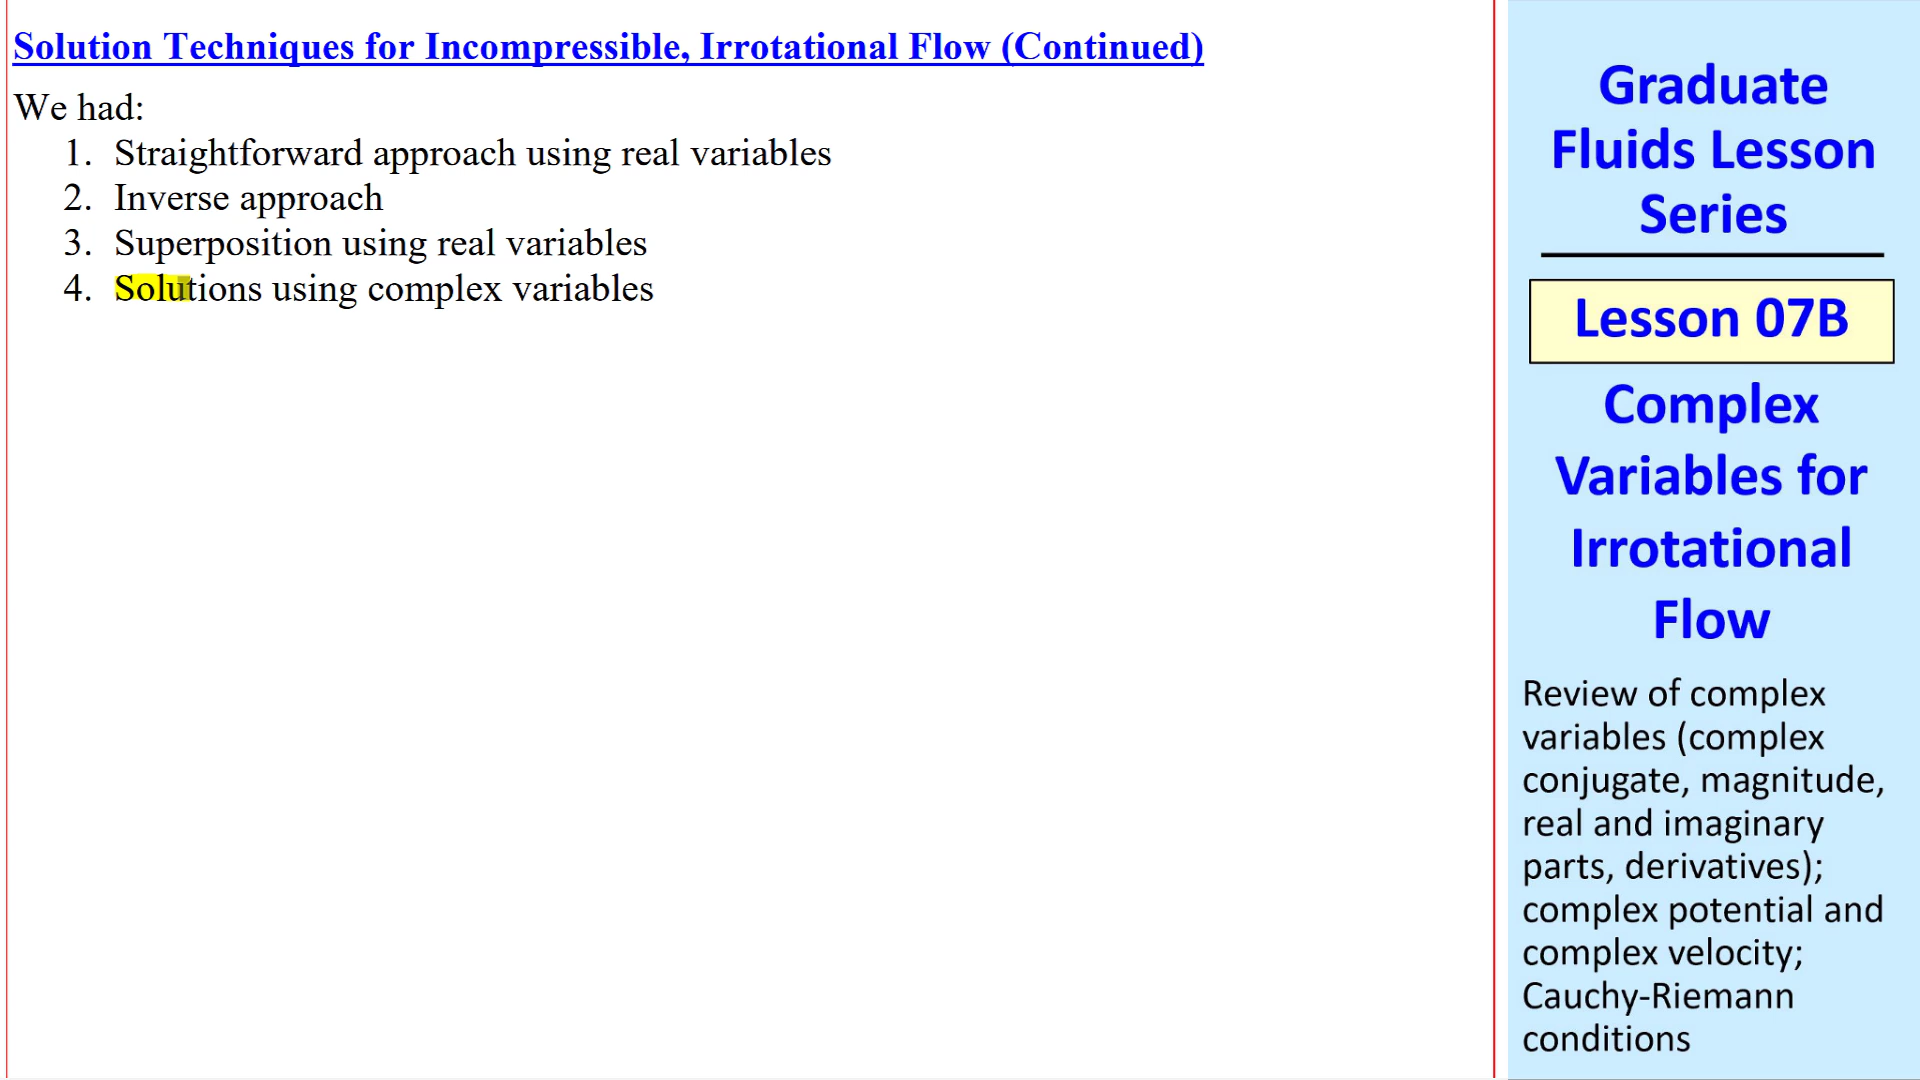 Solution Techniques for Incompressible, Irrotational Flow (Continued)
We had:
1. Straightforward approach using real variables
2. Inverse approach
3. Superposition using real variables
4. Solutions using complex variables
Graduate
Fluids Lesson
Series
Lesson 07B
Complex
Variables for
Irrotational
Flow
Review of complex
variables (complex
conjugate, magnitude,
real and imaginary
parts, derivatives);
complex potential and
complex velocity;
Cauchy-Riemann
conditions